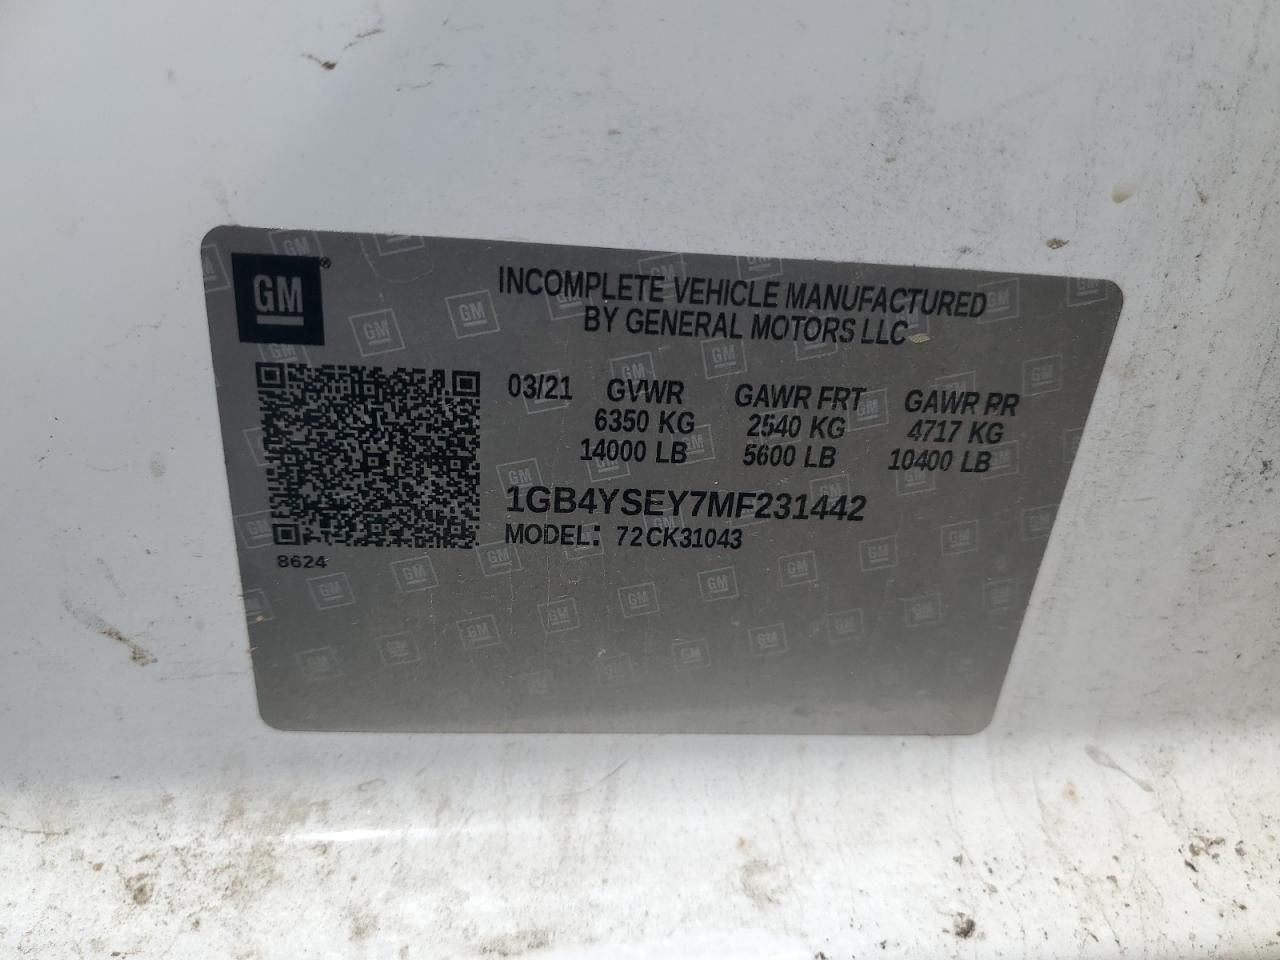 GM
INCOMPLETE VEHICLE MANUFACTURED
BY GENERAL MOTORS LLC
03/21 GVWR GAWR FRT GAWR RR
6350 KG 2540 KG 4717 KG
14000 LB 5600 LB 10400 LB
1GB4YSEY7MF231442
MODEL: 72CK31043
8624